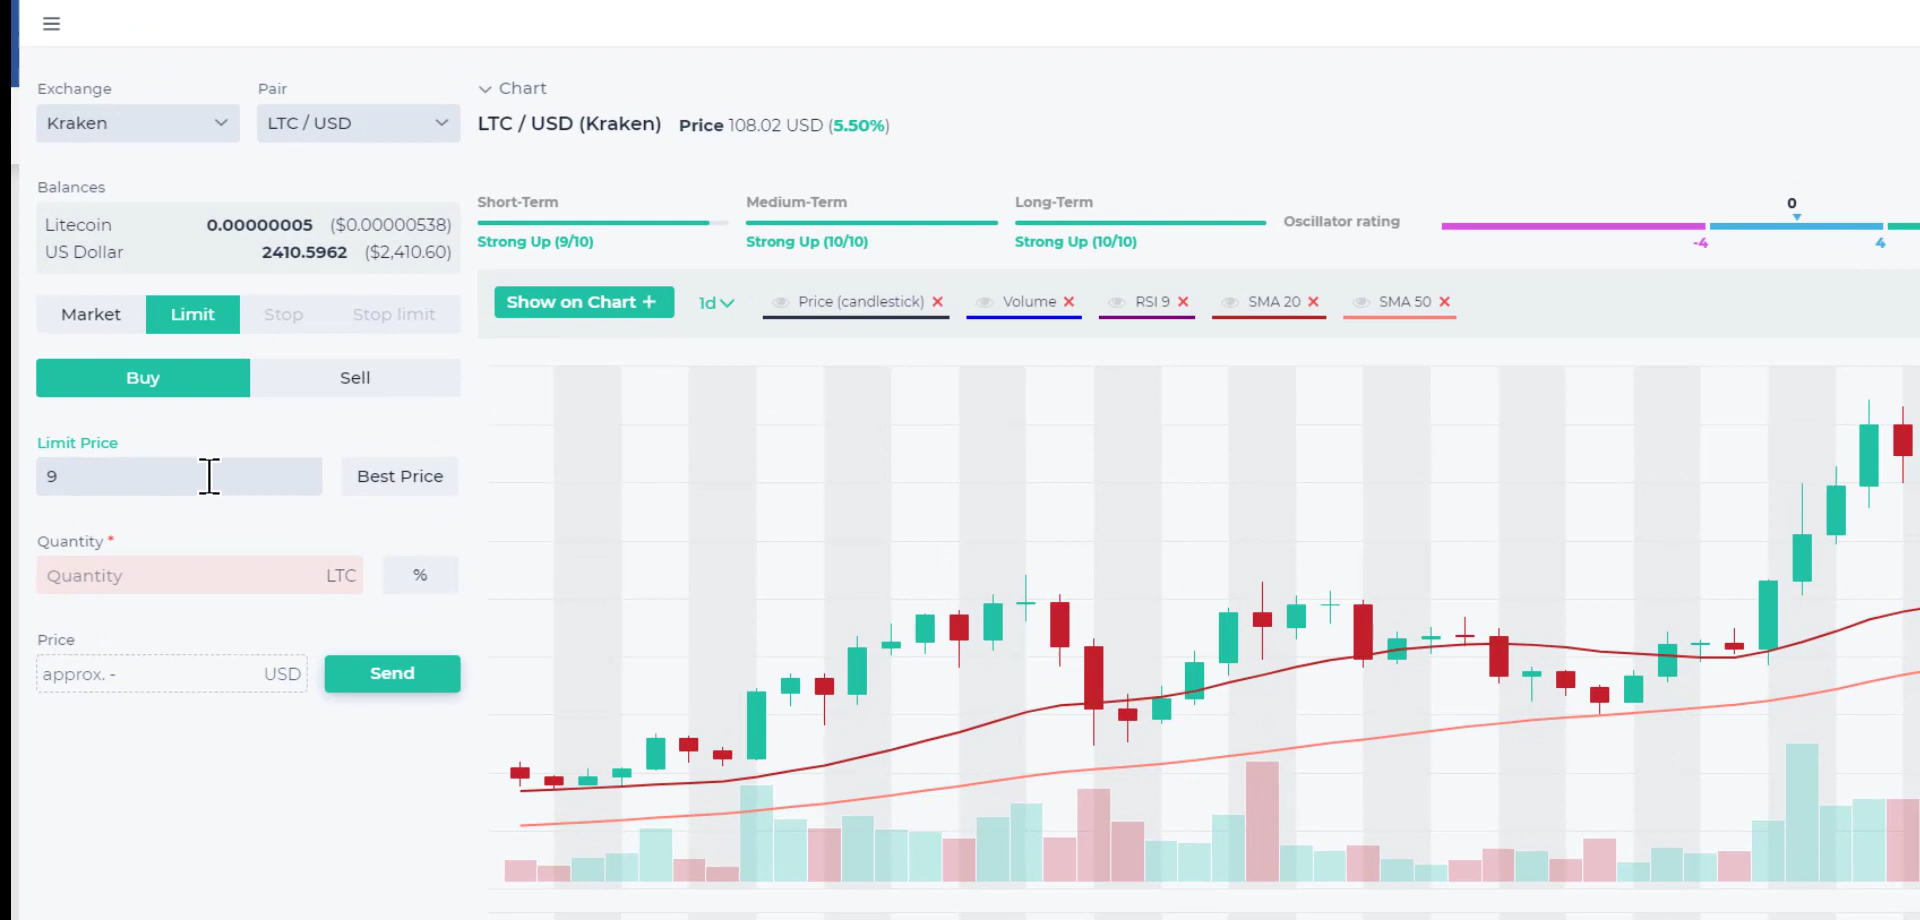 Exchange
Pair
Kraken
LTC / USD
Balances
Litecoin 0.00000005 ($0.00000538)
US Dollar 2410.5962 ($2,410.60)
Market Limit Stop Stop limit
Buy Sell
Limit Price
9
Best Price
Quantity *
Quantity LTC %
Price
approx. - USD Send
Chart
LTC / USD (Kraken) Price 108.02 USD (5.50%)
Short-Term Medium-Term Long-Term
Strong Up (9/10) Strong Up (10/10) Strong Up (10/10)
Oscillator rating
0
-4 4
Show on Chart + 1d Price (candlestick) × Volume × RSI 9 × SMA 20 × SMA 50 ×